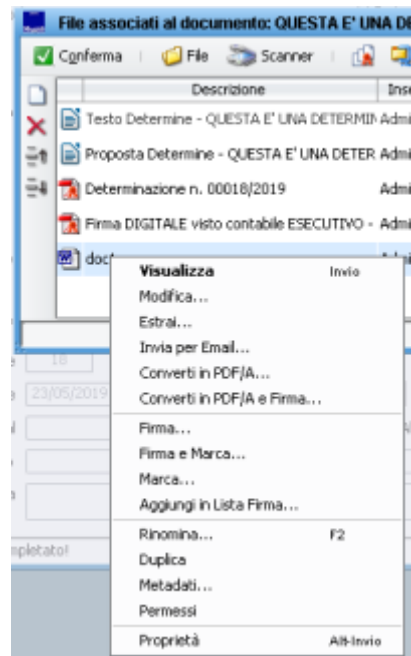 File associati al documento: QUESTA E' UNA DE
Conferma File Scanner
Descrizione Inse
Testo Determine - QUESTA E' UNA DETERMIN Admi
Proposta Determine - QUESTA E' UNA DETER Admi
Determinazione n. 00018/2019 Admi
Firma DIGITALE visto contabile ESECUTIVO - Admi
doc
Visualizza Invio
Modifica...
Estrai...
Invia per Email...
Converti in PDF/A...
Converti in PDF/A e Firma...
18
23/05/2019
Firma...
Firma e Marca...
Marca...
Aggiungi in Lista Firma...
Rinomina... F2
mpletato!
Duplica
Metadati...
Permessi
Proprietà Alt-Invio